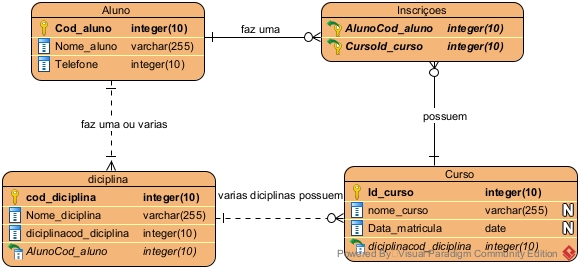 Aluno
Cod_aluno integer(10)
Nome_aluno varchar(255)
Telefone integer(10)
faz uma
Inscriçoes
AlunoCod_aluno integer(10)
CursoId_curso integer(10)
faz uma ou varias
possuem
diciplina
cod_diciplina integer(10)
Nome_diciplina varchar(255)
diciplinacod_diciplina integer(10)
AlunoCod_aluno integer(10)
varias diciplinas possuem
Curso
Id_curso integer(10)
nome_curso varchar(255) N
Data_matricula date N
diciplinacod_diciplina integer(10)
Powered By: Visual Paradigm Community Edition